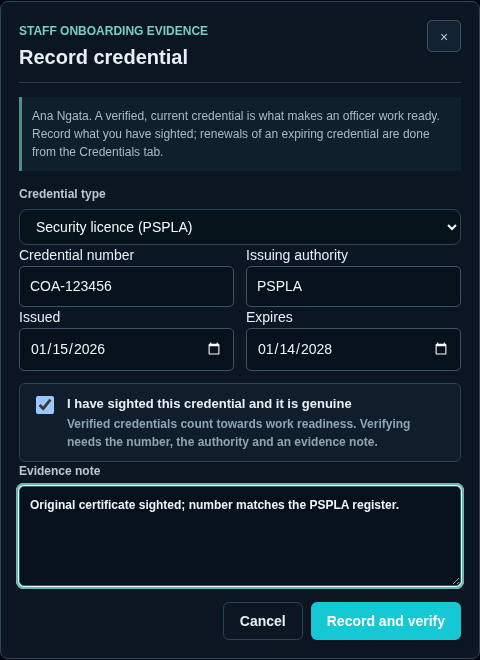 STAFF ONBOARDING EVIDENCE
Record credential
×
Ana Ngata. A verified, current credential is what makes an officer work ready.
Record what you have sighted; renewals of an expiring credential are done
from the Credentials tab.
Credential type
Security licence (PSPLA)
Credential number
Issuing authority
COA-123456
PSPLA
Issued
Expires
01/15/2026
01/14/2028
I have sighted this credential and it is genuine
Verified credentials count towards work readiness. Verifying
needs the number, the authority and an evidence note.
Evidence note
Original certificate sighted; number matches the PSPLA register.
Cancel
Record and verify